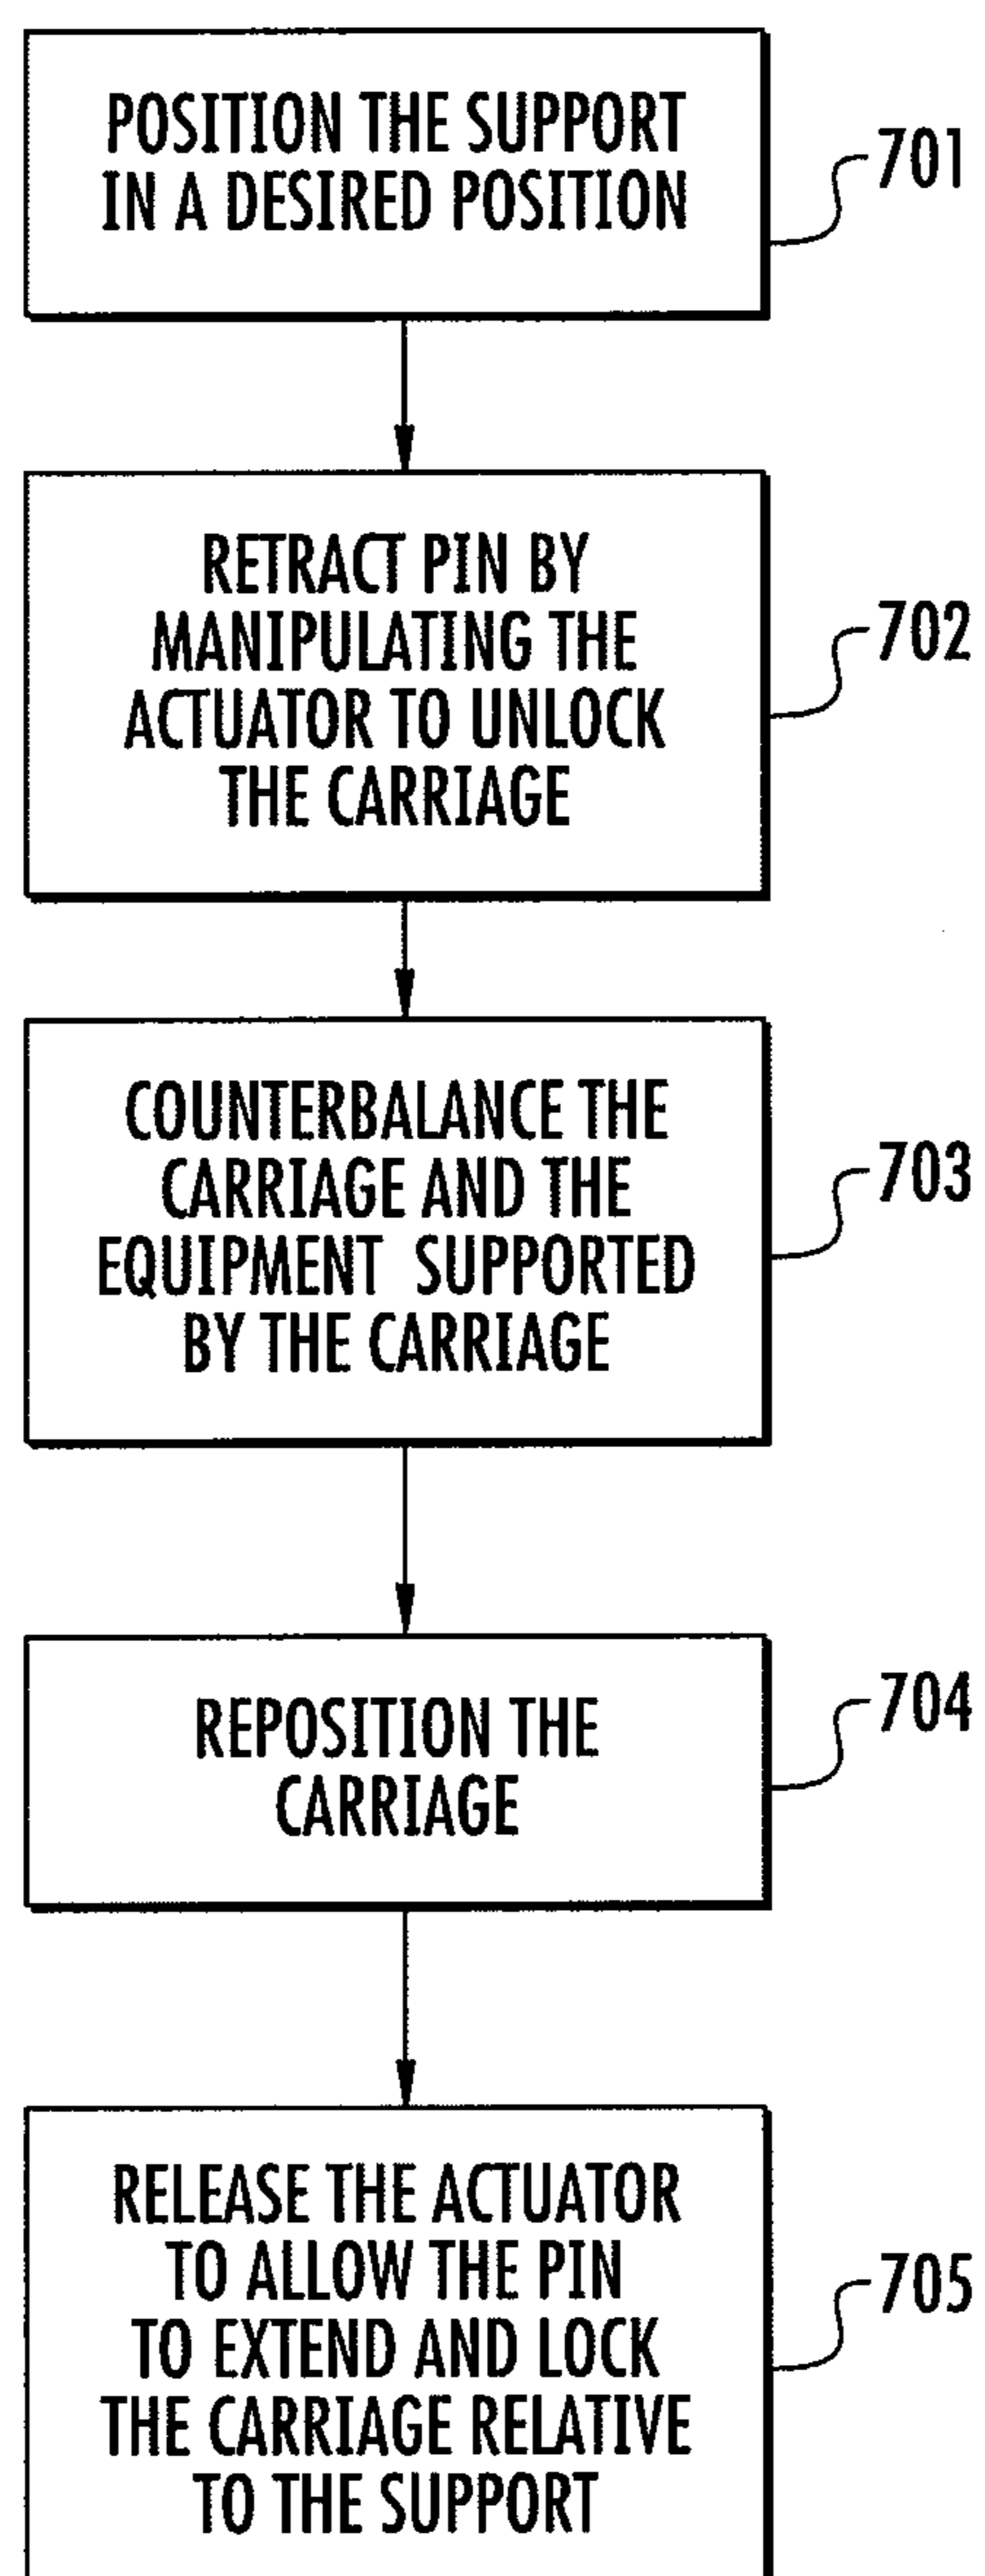 POSITION THE SUPPORT
IN A DESIRED POSITION
701
RETRACT PIN BY
MANIPULATING THE
ACTUATOR TO UNLOCK
THE CARRIAGE
702
COUNTERBALANCE THE
CARRIAGE AND THE
EQUIPMENT SUPPORTED
BY THE CARRIAGE
703
REPOSITION THE
CARRIAGE
704
RELEASE THE ACTUATOR
TO ALLOW THE PIN
TO EXTEND AND LOCK
THE CARRIAGE RELATIVE
TO THE SUPPORT
705